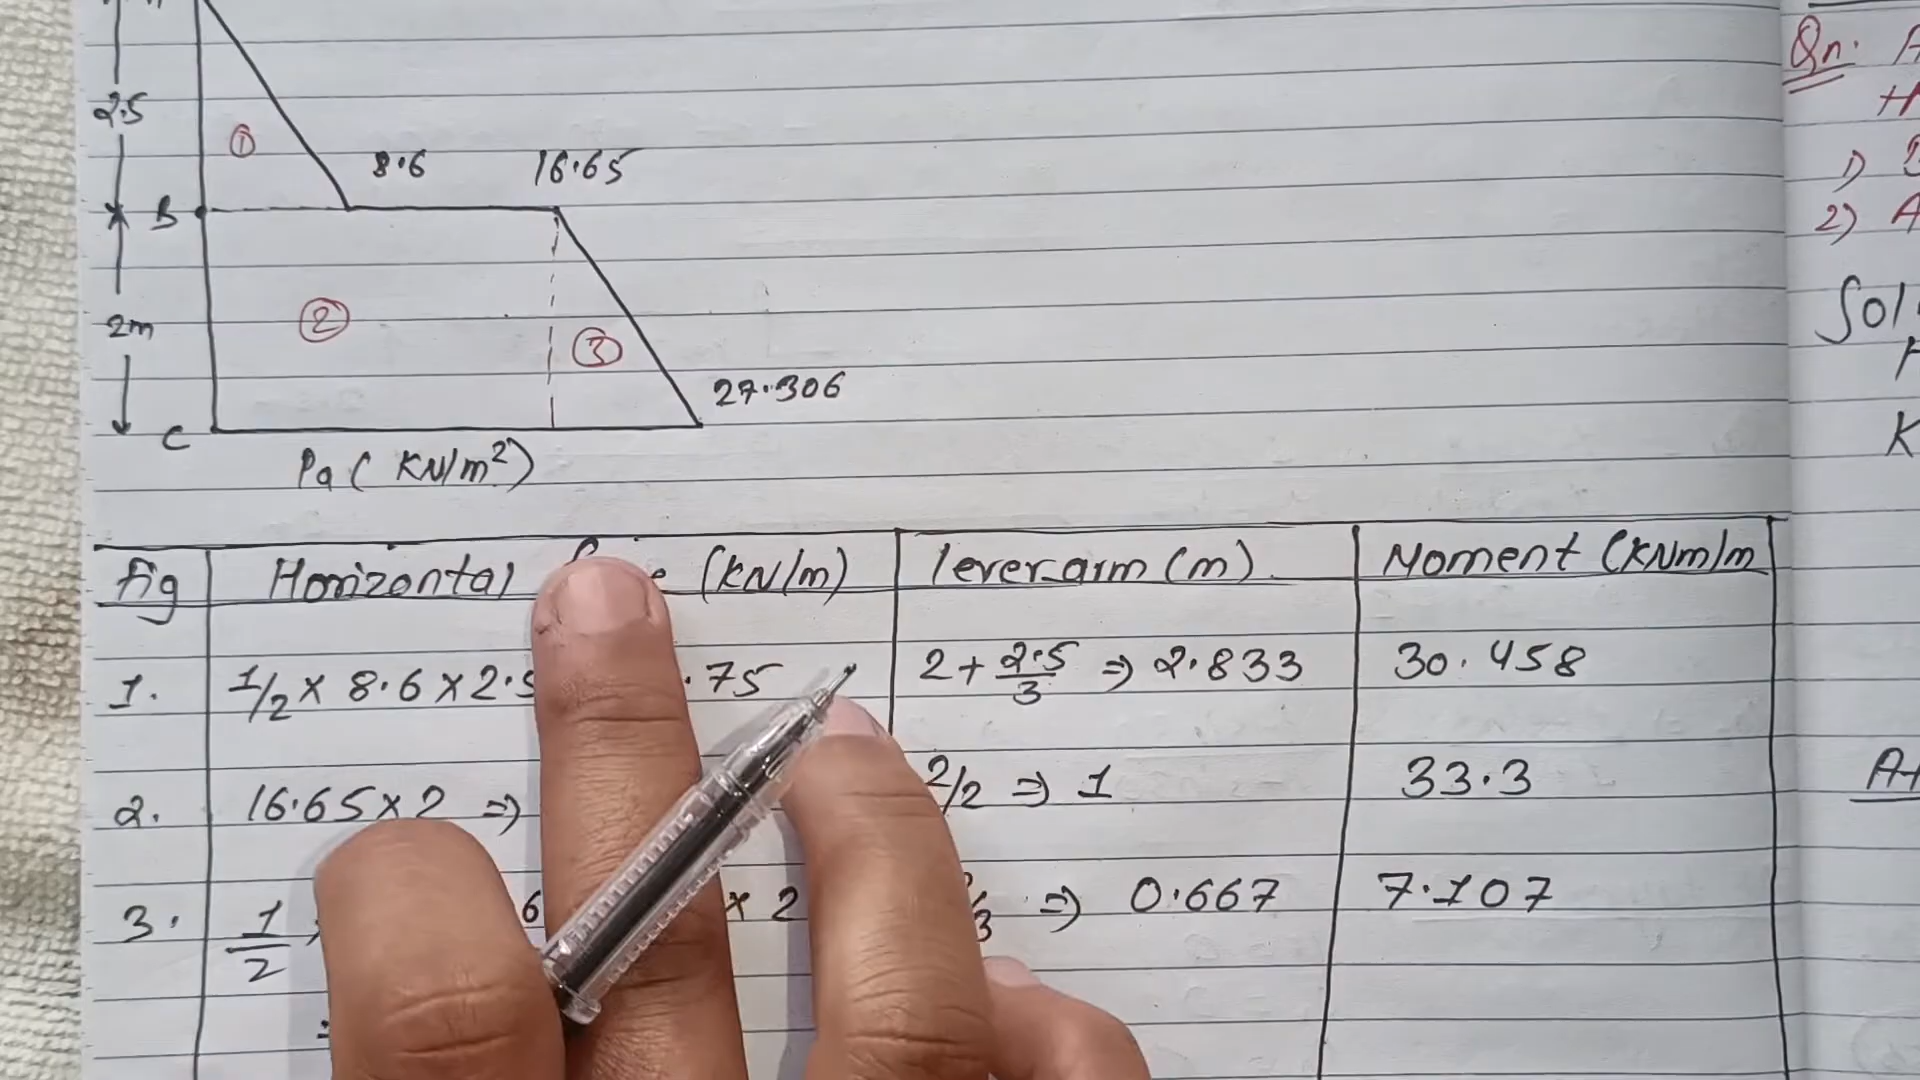 2.5
①
8.6
16.65
B
②
2m
③
27.306
C
Pa ( KN/m²)
Fig Horizontal (kN/m) lever arm (m) Moment (KNm/m
1. 1/2 × 8.6 × 2.5 .75 2 + 2.5/3 ⇒ 2.833 30.458
2. 16.65 × 2 ⇒ 2/2 ⇒ 1 33.3
3. 1/2 6 × 2 /3 ⇒ 0.667 7.107
Qn.
1)
2)
Sol
K